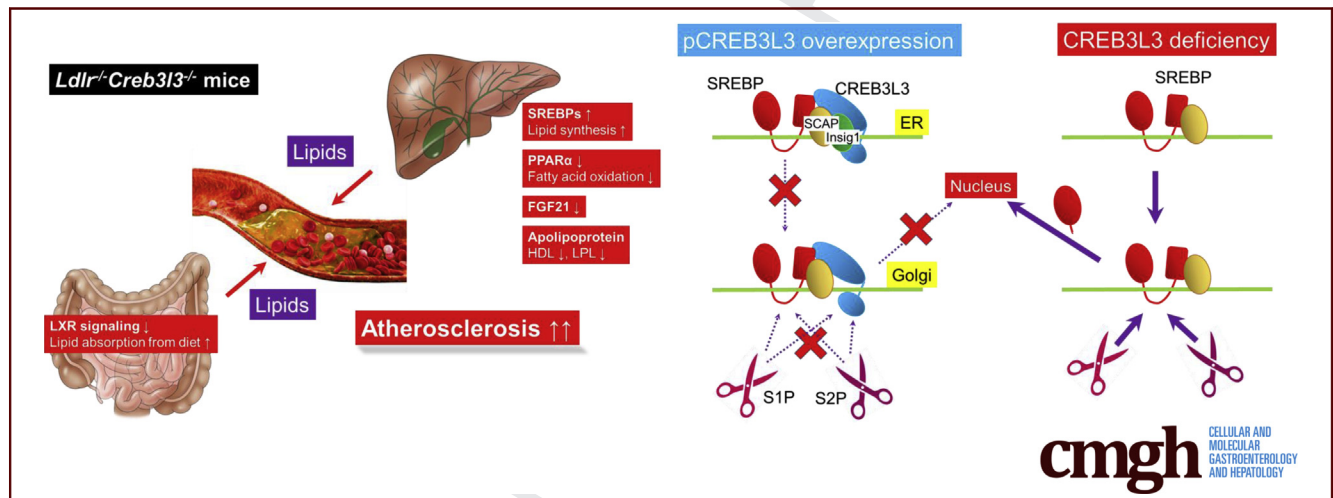 Ldlr-/-Creb3l3-/- mice
Lipids
SREBPs ↑
Lipid synthesis ↑
PPARα ↓
Fatty acid oxidation ↓
FGF21 ↓
Apolipoprotein
HDL ↓, LPL ↓
LXR signaling ↓
Lipid absorption from diet ↑
Lipids
Atherosclerosis ↑↑
pCREB3L3 overexpression
SREBP
CREB3L3
SCAP
Insig1
ER
Golgi
S1P
S2P
Nucleus
CREB3L3 deficiency
SREBP
cmgh
CELLULAR AND
MOLECULAR
GASTROENTEROLOGY
AND HEPATOLOGY